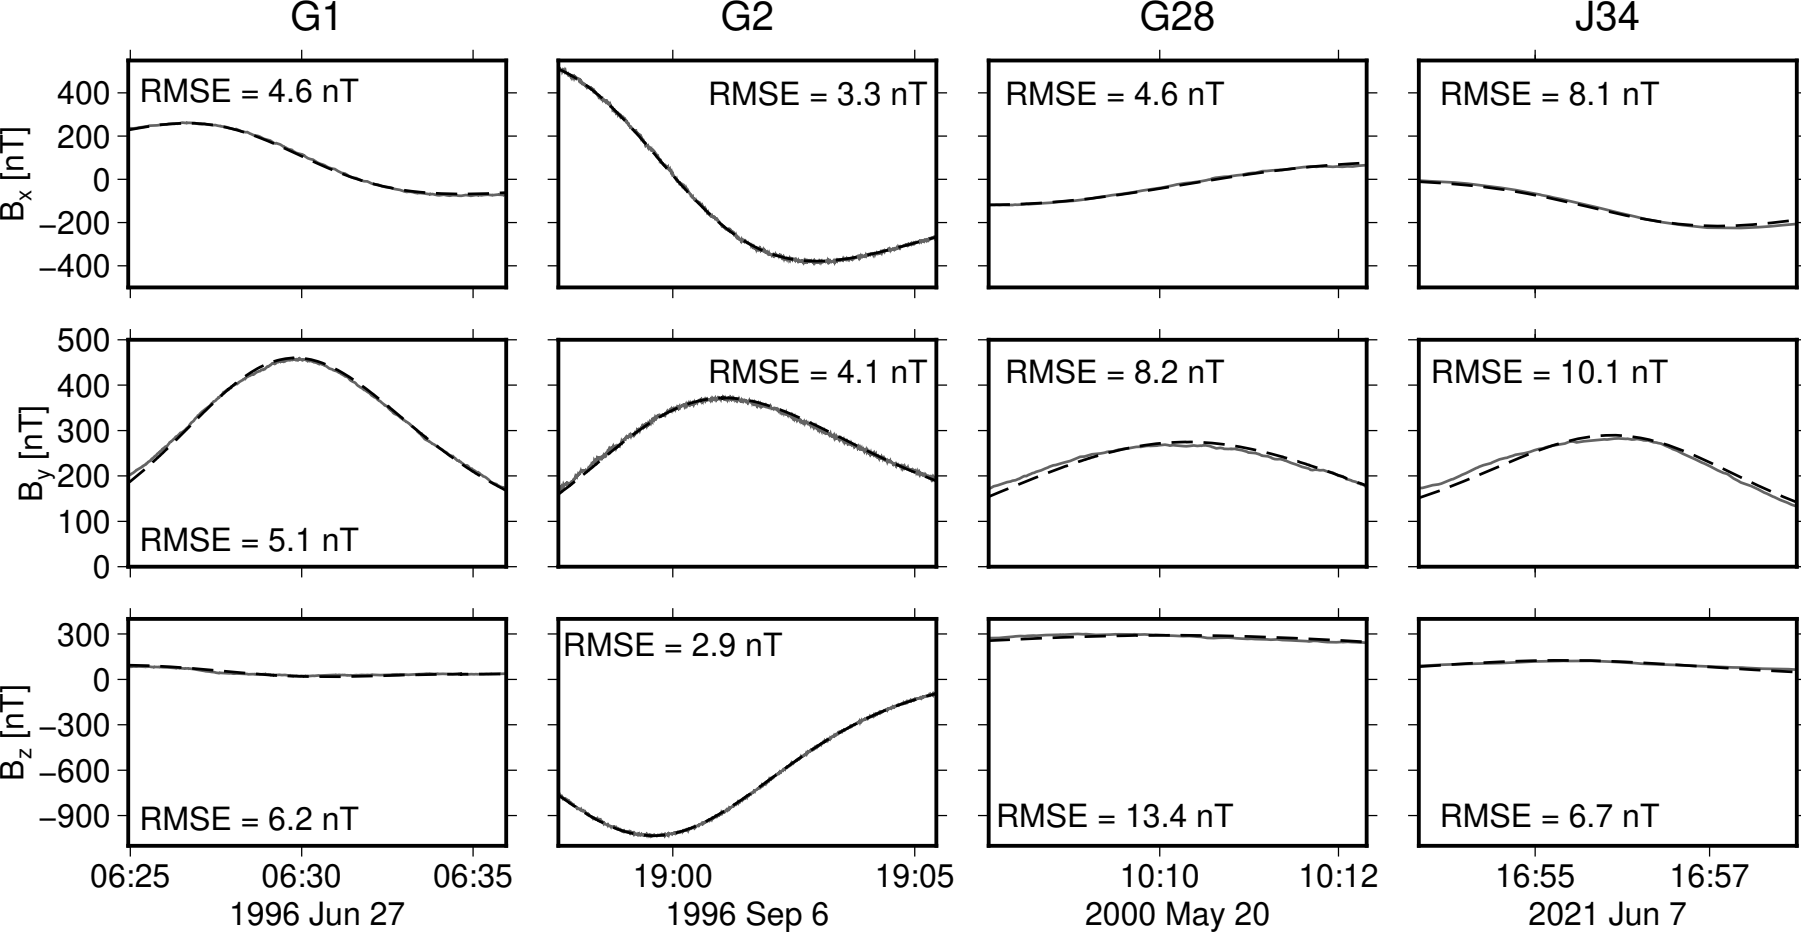 G1 G2 G28 J34
RMSE = 4.6 nT RMSE = 3.3 nT RMSE = 4.6 nT RMSE = 8.1 nT
400
200
0
−200
−400
Bx [nT]
500
RMSE = 4.1 nT RMSE = 8.2 nT RMSE = 10.1 nT
400
300
200
100
RMSE = 5.1 nT
0
By [nT]
300
RMSE = 2.9 nT
0
−300
−600
−900
RMSE = 6.2 nT RMSE = 13.4 nT RMSE = 6.7 nT
Bz [nT]
06:25 06:30 06:35 19:00 19:05 10:10 10:12 16:55 16:57
1996 Jun 27 1996 Sep 6 2000 May 20 2021 Jun 7